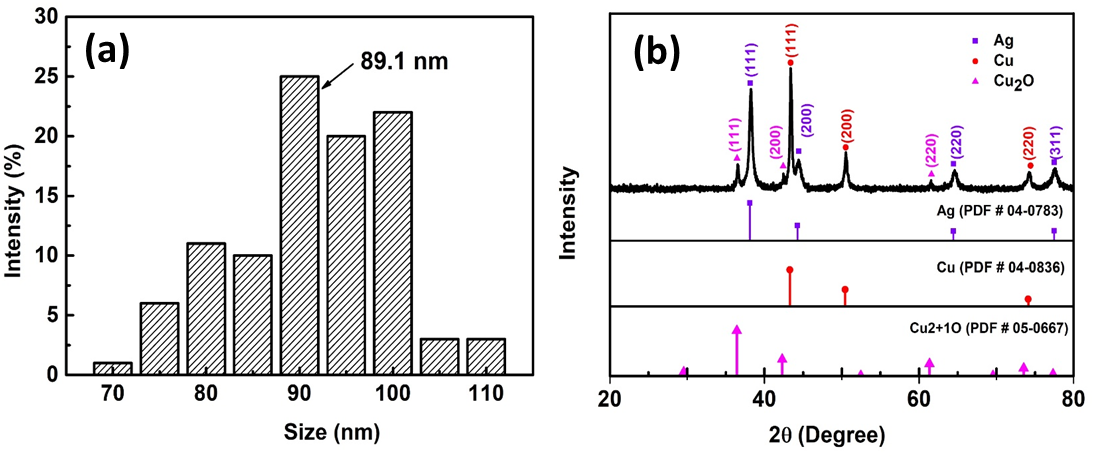 (a)
89.1 nm
Intensity (%)
30
25
20
15
10
5
0
70 80 90 100 110
Size (nm)
(b)
Ag
Cu
Cu2O
(111)
(111)
(200)
(111)
(200)
(200)
(220)
(220)
(220)
(311)
Ag (PDF # 04-0783)
Cu (PDF # 04-0836)
Cu2+1O (PDF # 05-0667)
Intensity
20 40 60 80
2θ (Degree)